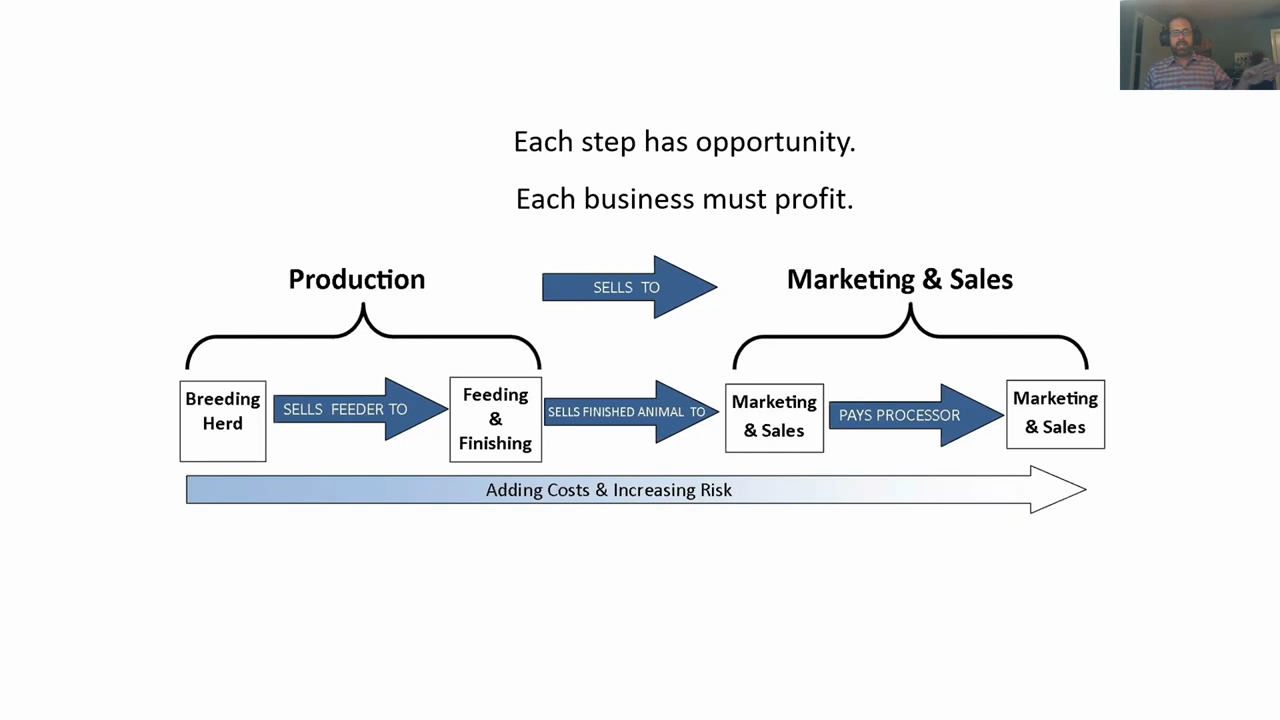 Each step has opportunity.
Each business must profit.
Production
SELLS TO
Marketing & Sales
Breeding
Herd
SELLS FEEDER TO
Feeding
&
Finishing
SELLS FINISHED ANIMAL TO
Marketing
& Sales
PAYS PROCESSOR
Marketing
& Sales
Adding Costs & Increasing Risk